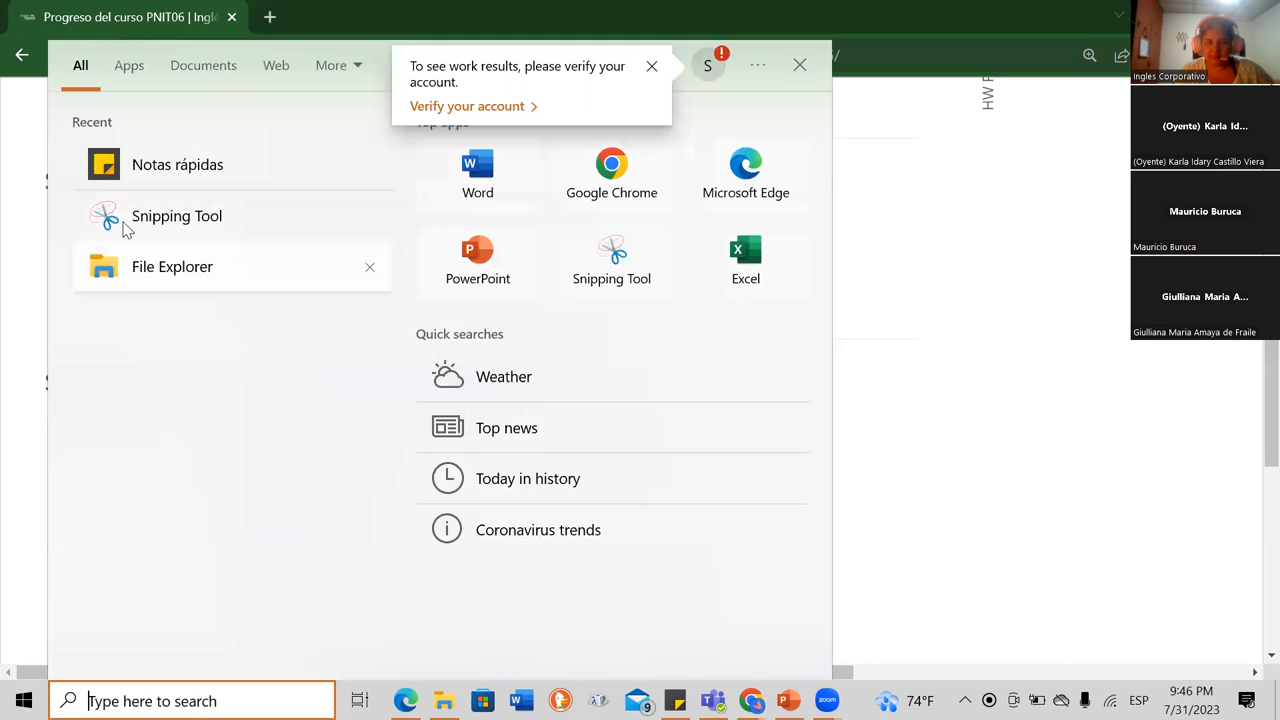 Progreso del curso PNIT06 | Ingl
All
Apps
Documents
Web
More
To see work results, please verify your
account.
Verify your account
S
Recent
Notas rápidas
Snipping Tool
File Explorer
Word
Google Chrome
Microsoft Edge
PowerPoint
Snipping Tool
Excel
Quick searches
Weather
Top news
Today in history
Coronavirus trends
HW
Ingles Corporativo
(Oyente) Karla Id...
(Oyente) Karla Idary Castillo Viera
Mauricio Buruca
Mauricio Buruca
Giulliana Maria A...
Giulliana Maria Amaya de Fraile
Type here to search
9
zoom
74°F
ESP
9:46 PM
7/31/2023